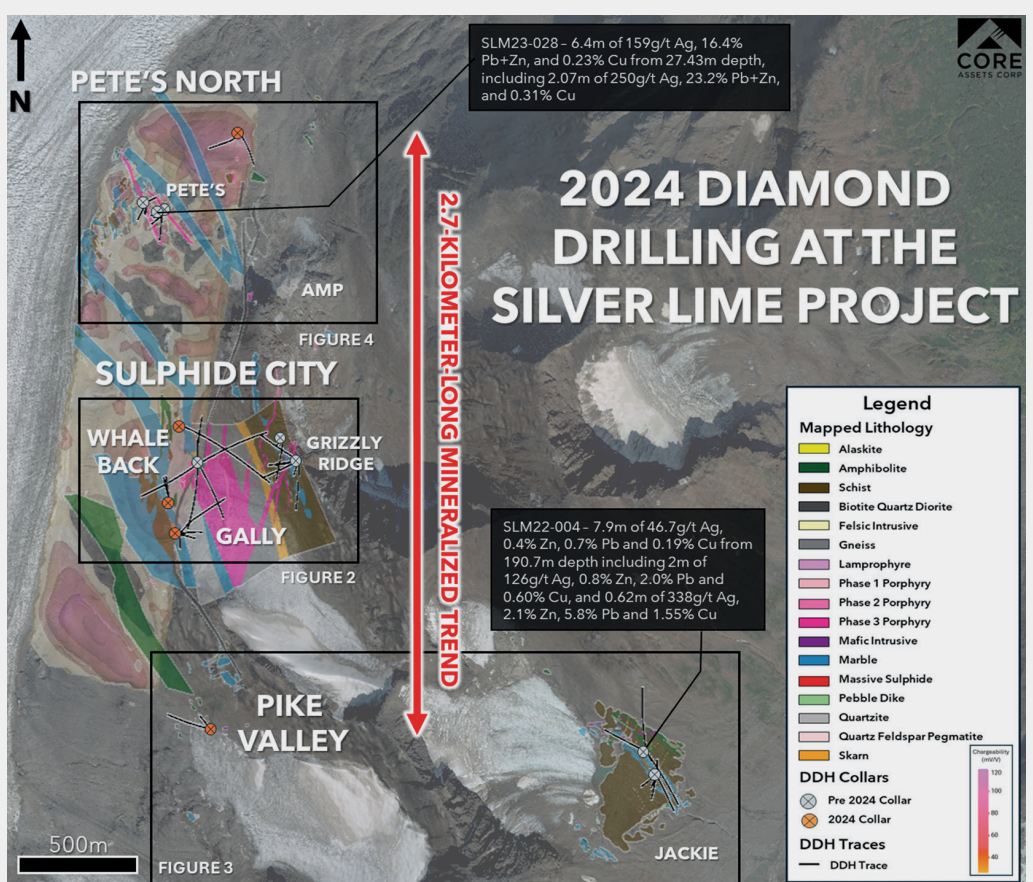 N
PETE'S NORTH
SLM23-028 – 6.4m of 159g/t Ag, 16.4%
Pb+Zn, and 0.23% Cu from 27.43m depth,
including 2.07m of 250g/t Ag, 23.2% Pb+Zn,
and 0.31% Cu
CORE
ASSETS CORP
PETE'S
AMP
FIGURE 4
2.7-KILOMETER-LONG MINERALIZED TREND
2024 DIAMOND
DRILLING AT THE
SILVER LIME PROJECT
SULPHIDE CITY
WHALE
BACK
GRIZZLY
RIDGE
GALLY
FIGURE 2
SLM22-004 – 7.9m of 46.7g/t Ag,
0.4% Zn, 0.7% Pb and 0.19% Cu from
190.7m depth including 2m of
126g/t Ag, 0.8% Zn, 2.0% Pb and
0.60% Cu, and 0.62m of 338g/t Ag,
2.1% Zn, 5.8% Pb and 1.55% Cu
PIKE
VALLEY
JACKIE
500m
FIGURE 3
Legend
Mapped Lithology
Alaskite
Amphibolite
Schist
Biotite Quartz Diorite
Felsic Intrusive
Gneiss
Lamprophyre
Phase 1 Porphyry
Phase 2 Porphyry
Phase 3 Porphyry
Mafic Intrusive
Marble
Massive Sulphide
Pebble Dike
Quartzite
Quartz Feldspar Pegmatite
Skarn
DDH Collars
Pre 2024 Collar
2024 Collar
DDH Traces
DDH Trace
Chargeability
(mV/V)
120
100
80
60
40